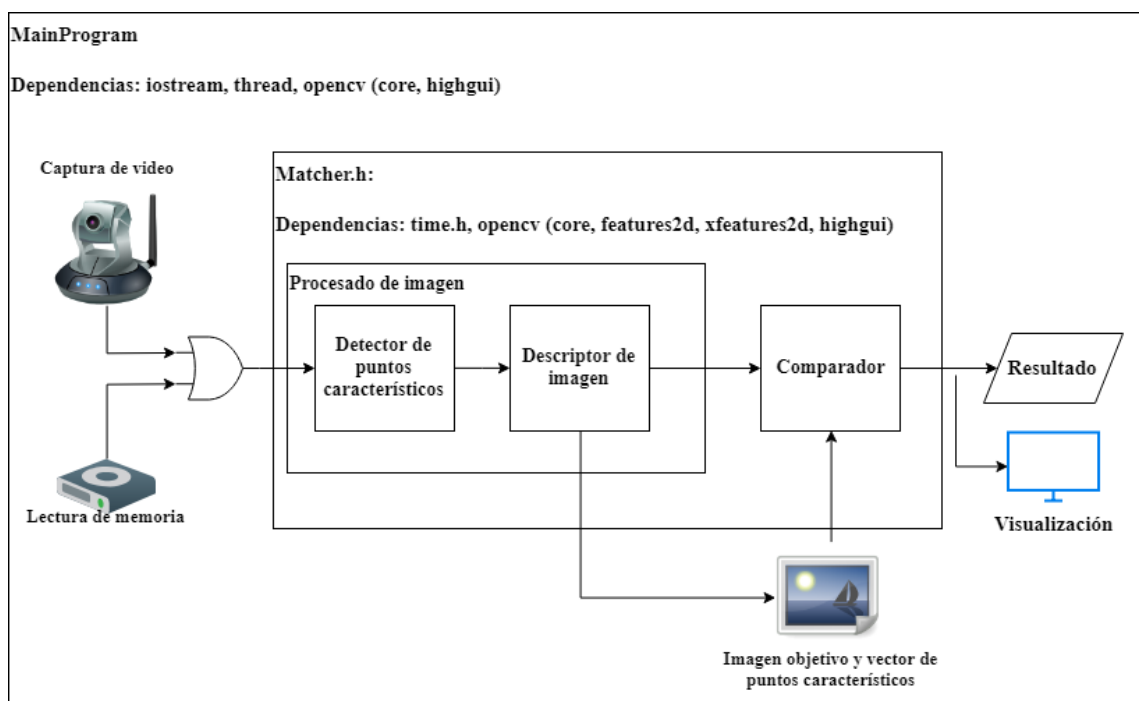 MainProgram
Dependencias: iostream, thread, opencv (core, highgui)
Captura de video
Matcher.h:
Dependencias: time.h, opencv (core, features2d, xfeatures2d, highgui)
Procesado de imagen
Detector de
puntos
característicos
Descriptor de
imagen
Comparador
Resultado
Lectura de memoria
Visualización
Imagen objetivo y vector de
puntos característicos